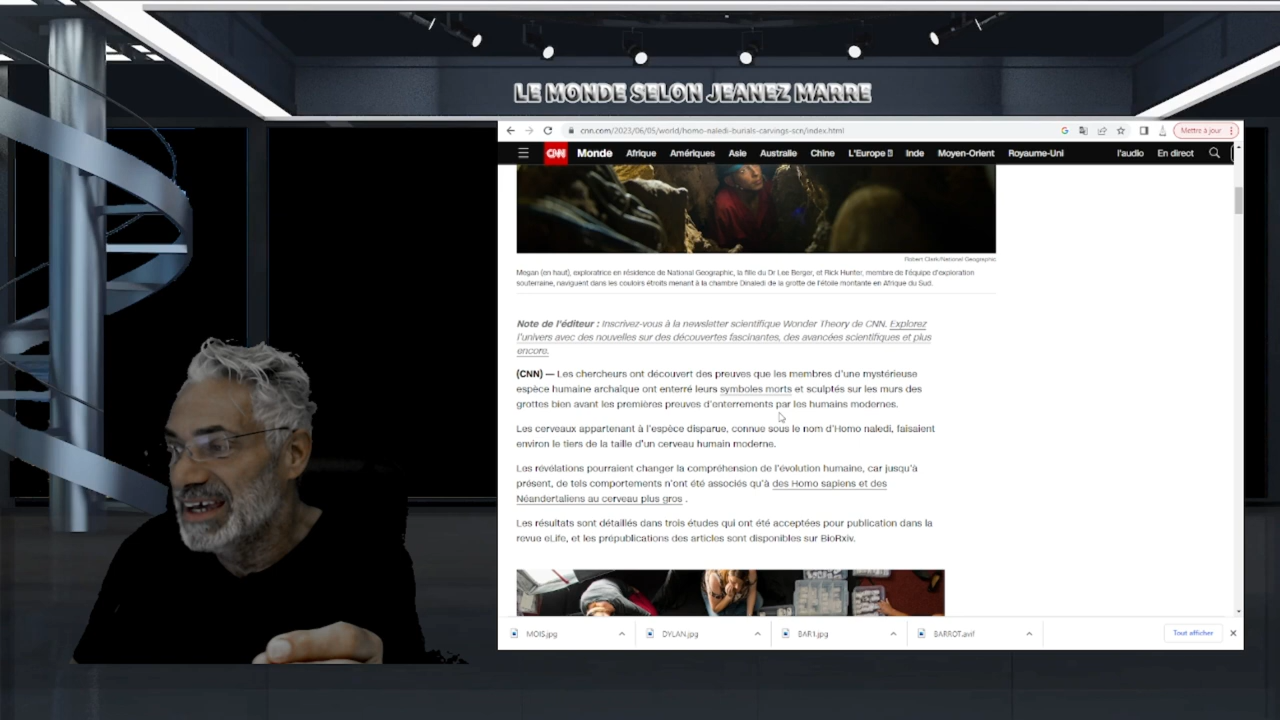 LE MONDE SELON JEANEZ MARRE
cnn.com/2023/06/05/world/homo-naledi-burials-carvings-scn/index.html
Mettre à jour
CNN Monde Afrique Amériques Asie Australie Chine L'Europe Inde Moyen-Orient Royaume-Uni l'audio En direct
Robert Clark/National Geographic
Megan (en haut), exploratrice en résidence de National Geographic, la fille du Dr Lee Berger, et Rick Hunter, membre de l'équipe d'exploration
souterraine, naviguent dans les couloirs étroits menant à la chambre Dinaledi de la grotte de l'étoile montante en Afrique du Sud.
Note de l'éditeur : Inscrivez-vous à la newsletter scientifique Wonder Theory de CNN. Explorez
l'univers avec des nouvelles sur des découvertes fascinantes, des avancées scientifiques et plus
encore.
(CNN) — Les chercheurs ont découvert des preuves que les membres d'une mystérieuse
espèce humaine archaïque ont enterré leurs symboles morts et sculptés sur les murs des
grottes bien avant les premières preuves d'enterrements par les humains modernes.
Les cerveaux appartenant à l'espèce disparue, connue sous le nom d'Homo naledi, faisaient
environ le tiers de la taille d'un cerveau humain moderne.
Les révélations pourraient changer la compréhension de l'évolution humaine, car jusqu'à
présent, de tels comportements n'ont été associés qu'à des Homo sapiens et des
Néandertaliens au cerveau plus gros .
Les résultats sont détaillés dans trois études qui ont été acceptées pour publication dans la
revue eLife, et les prépublications des articles sont disponibles sur BioRxiv.
MOIS.jpg DYLAN.jpg BAR1.jpg BARROT.avif Tout afficher